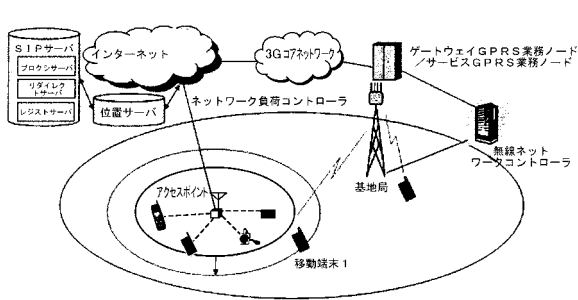 SIPサーバ
プロクシサーバ
リダイレク
トサーバ
レジストサーバ
位置サーバ
インターネット
3Gコアネットワーク
ゲートウェイGPRS業務ノード
/サービスGPRS業務ノード
ネットワーク負荷コントローラ
無線ネット
ワークコントローラ
基地局
アクセスポイント
移動端末1